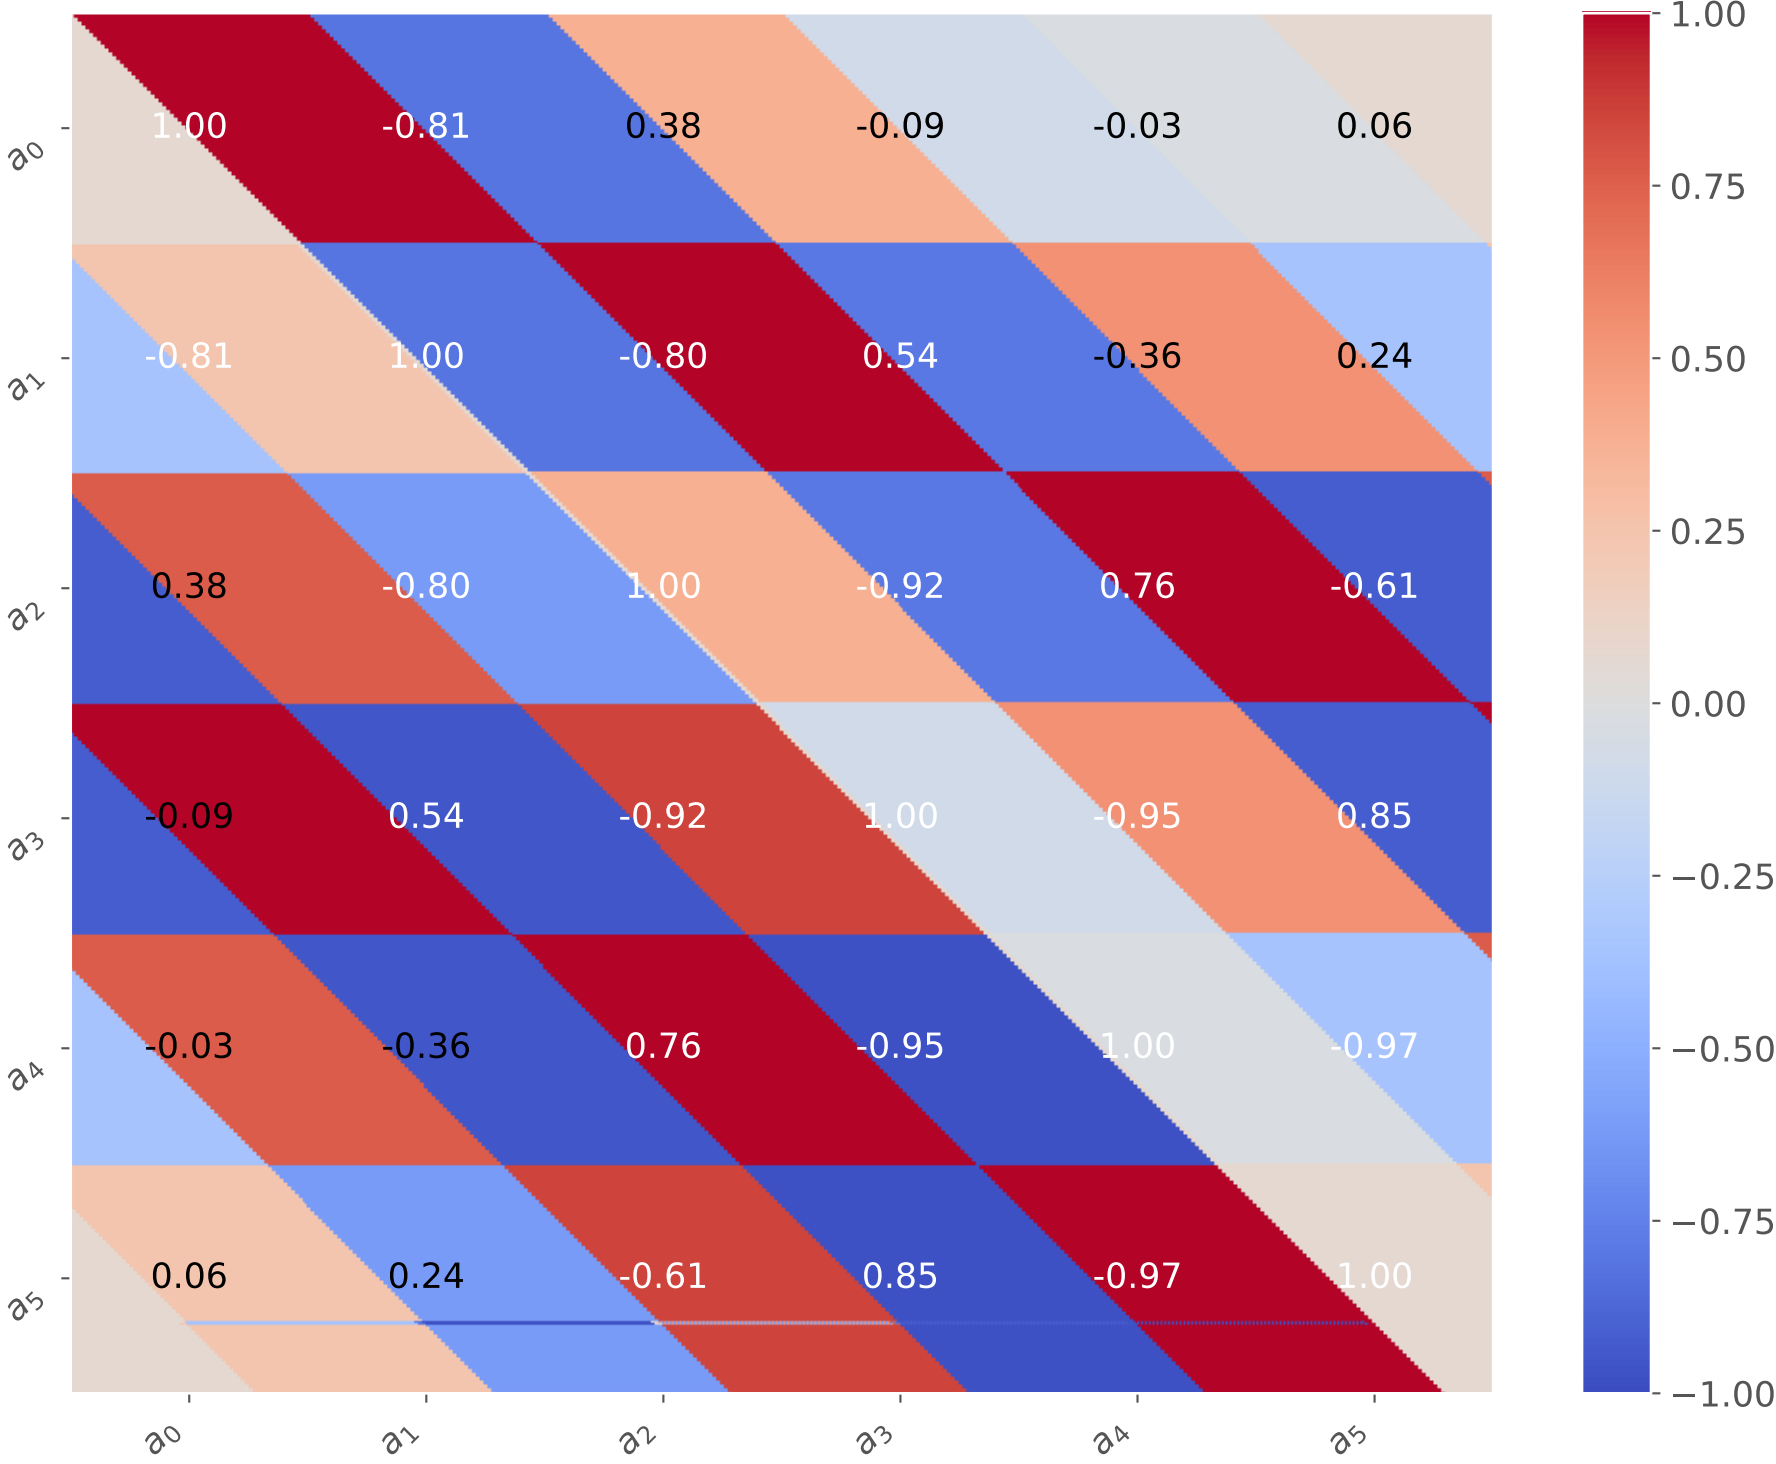 a0 1.00 -0.81 0.38 -0.09 -0.03 0.06
a1 -0.81 1.00 -0.80 0.54 -0.36 0.24
a2 0.38 -0.80 1.00 -0.92 0.76 -0.61
a3 -0.09 0.54 -0.92 1.00 -0.95 0.85
a4 -0.03 -0.36 0.76 -0.95 1.00 -0.97
a5 0.06 0.24 -0.61 0.85 -0.97 1.00
a0 a1 a2 a3 a4 a5
1.00
0.75
0.50
0.25
0.00
−0.25
−0.50
−0.75
−1.00